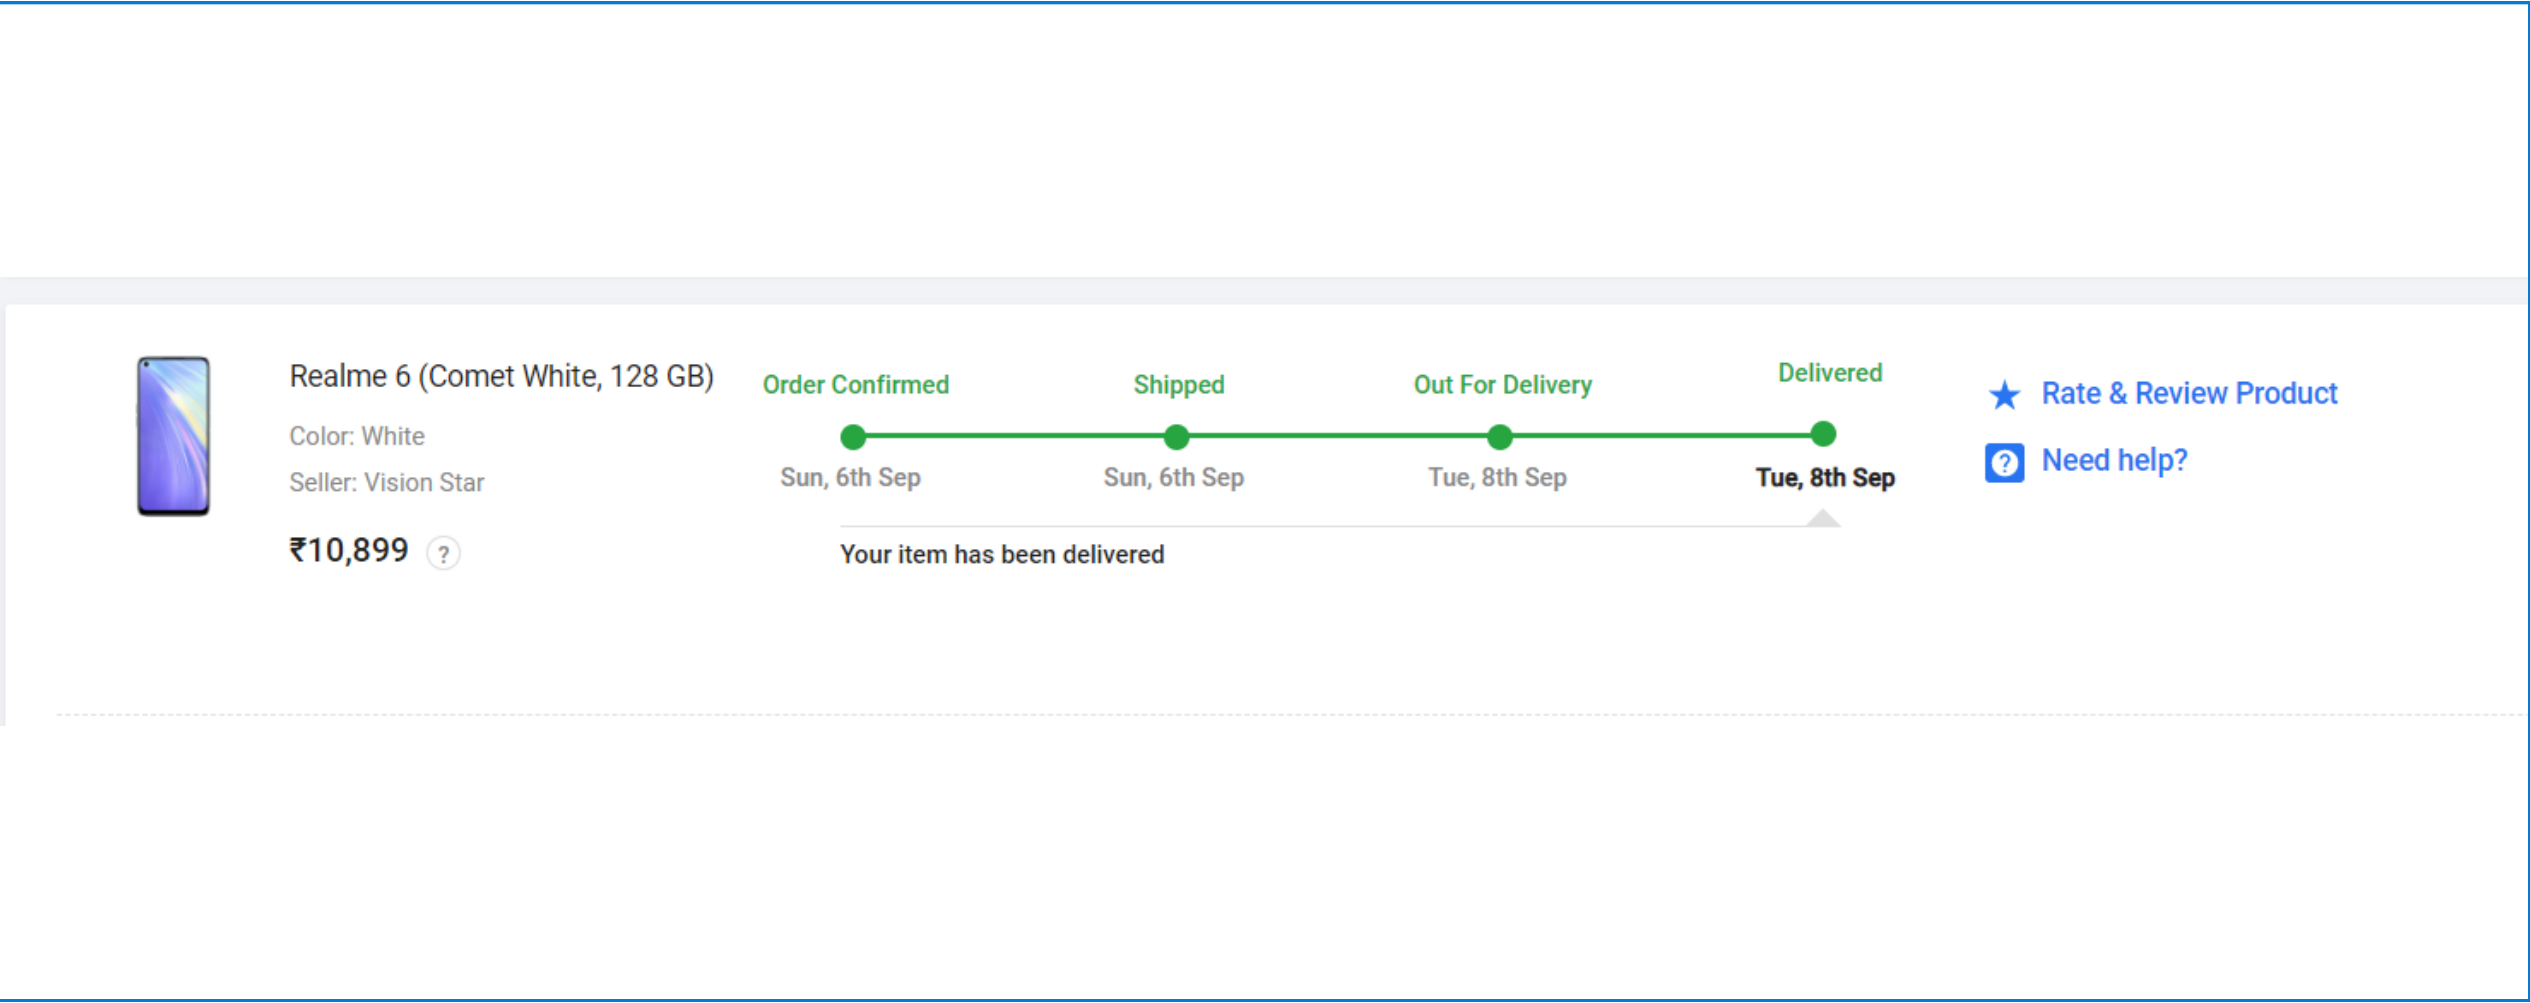 Realme 6 (Comet White, 128 GB)
Color: White
Seller: Vision Star
₹10,899 ?
Order Confirmed
Sun, 6th Sep
Shipped
Sun, 6th Sep
Out For Delivery
Tue, 8th Sep
Delivered
Tue, 8th Sep
Your item has been delivered
Rate & Review Product
? Need help?